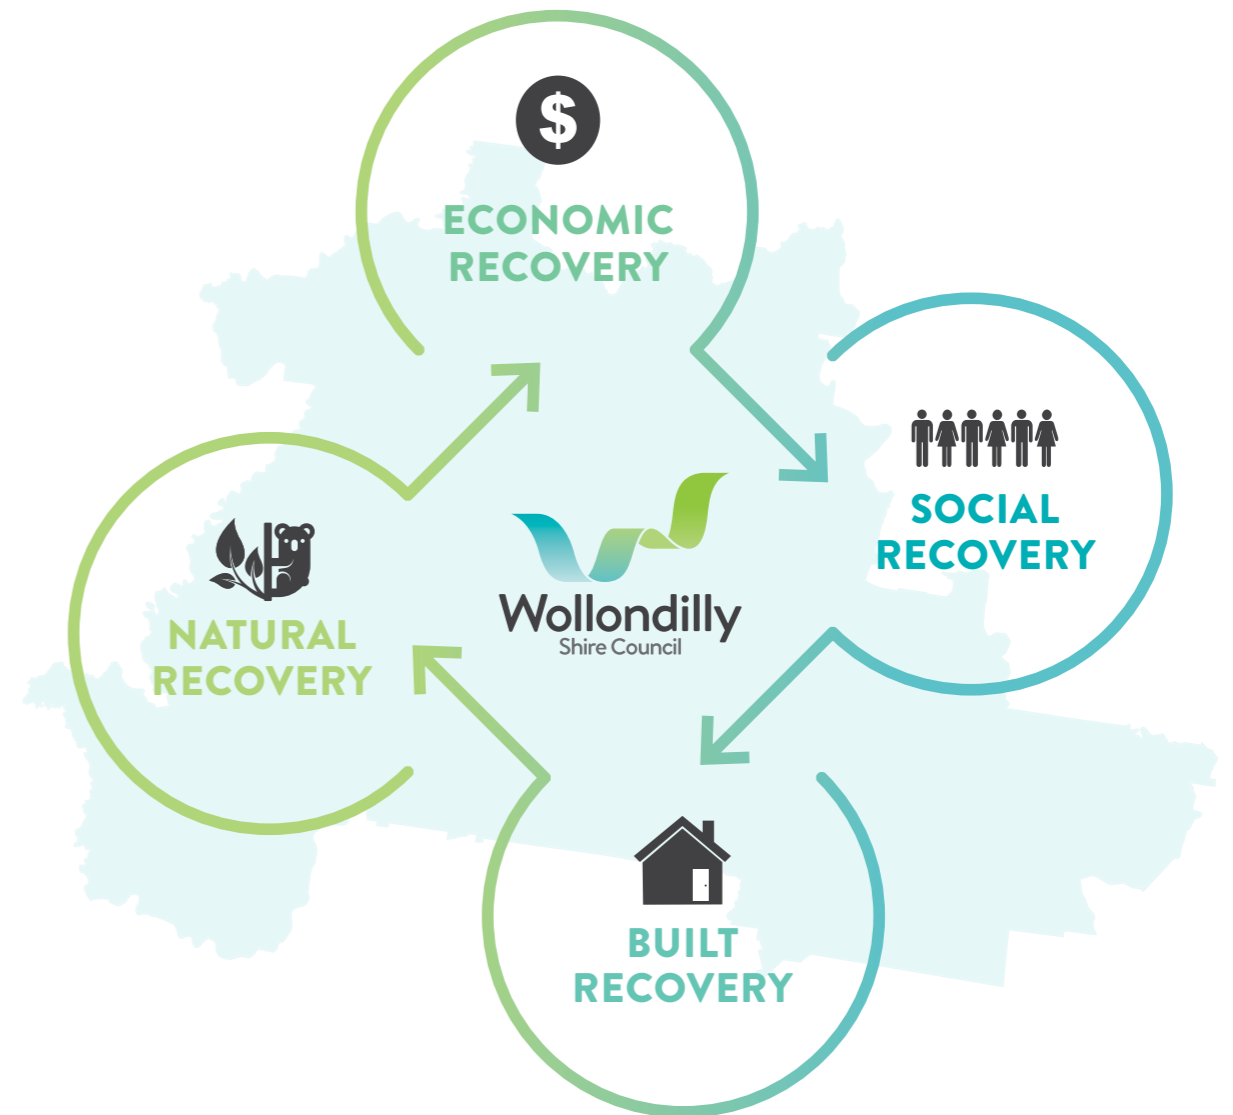 $
ECONOMIC
RECOVERY
SOCIAL
RECOVERY
Wollondilly
Shire Council
NATURAL
RECOVERY
BUILT
RECOVERY